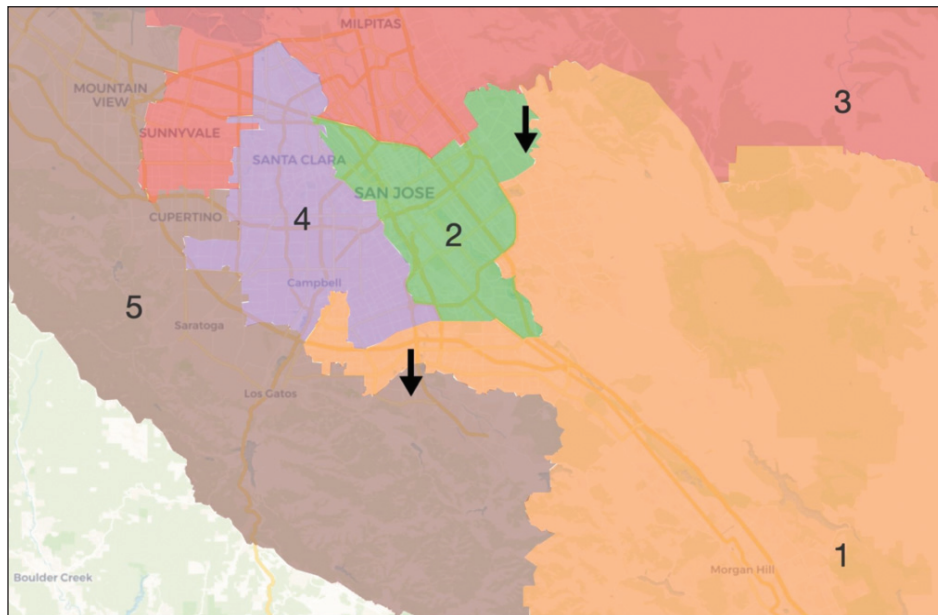 MILPITAS
MOUNTAIN
VIEW
3
SUNNYVALE
SANTA CLARA
SAN JOSE
CUPERTINO
4
2
Campbell
5
Saratoga
Los Gatos
1
Morgan Hill
Boulder Creek